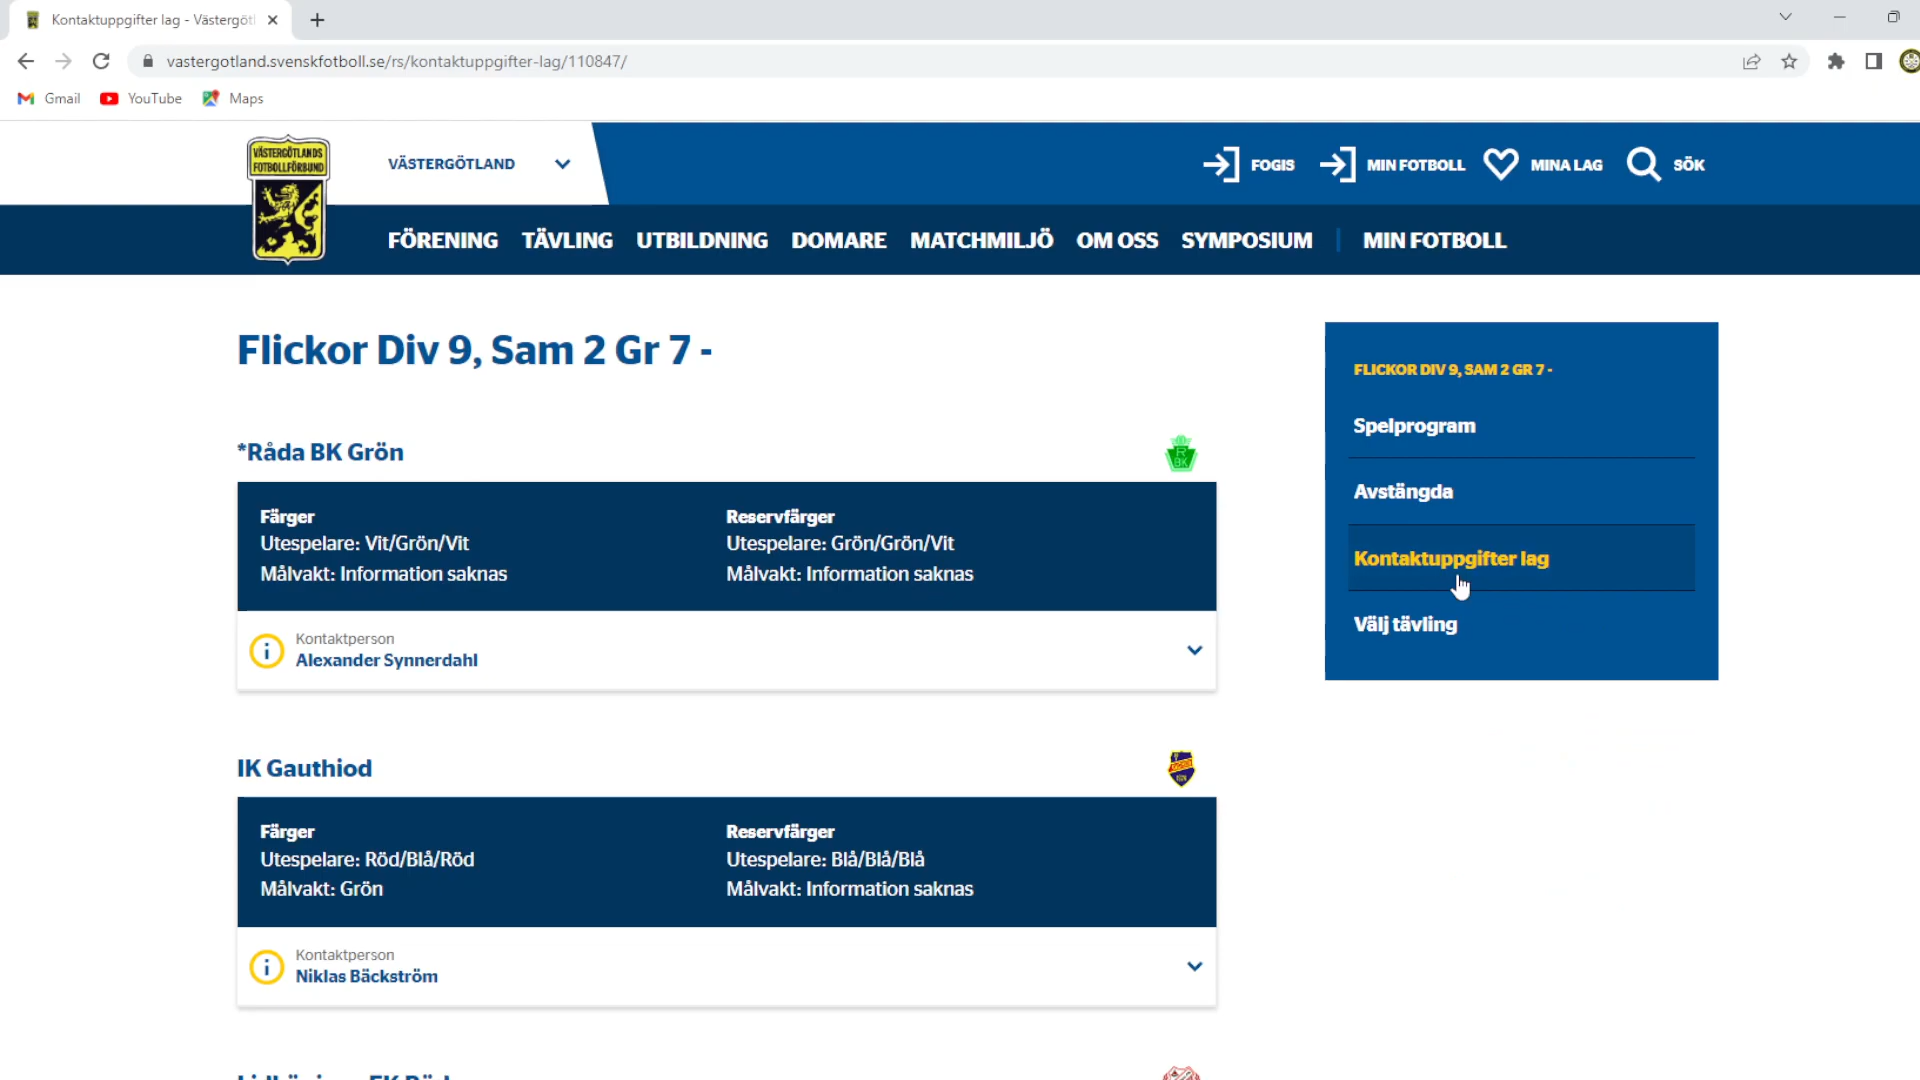 Kontaktuppgifter lag - Västergötl
vastergotland.svenskfotboll.se/rs/kontaktuppgifter-lag/110847/
Gmail YouTube Maps
VÄSTERGÖTLANDS
FOTBOLLFÖRBUND
VÄSTERGÖTLAND
FOGIS MIN FOTBOLL MINA LAG SÖK
FÖRENING TÄVLING UTBILDNING DOMARE MATCHMILJÖ OM OSS SYMPOSIUM | MIN FOTBOLL
Flickor Div 9, Sam 2 Gr 7 -
*Råda BK Grön
R
BK
Färger
Utespelare: Vit/Grön/Vit
Målvakt: Information saknas
Reservfärger
Utespelare: Grön/Grön/Vit
Målvakt: Information saknas
Kontaktperson
Alexander Synnerdahl
IK Gauthiod
Färger
Utespelare: Röd/Blå/Röd
Målvakt: Grön
Reservfärger
Utespelare: Blå/Blå/Blå
Målvakt: Information saknas
Kontaktperson
Niklas Bäckström
FLICKOR DIV 9, SAM 2 GR 7 -
Spelprogram
Avstängda
Kontaktuppgifter lag
Välj tävling